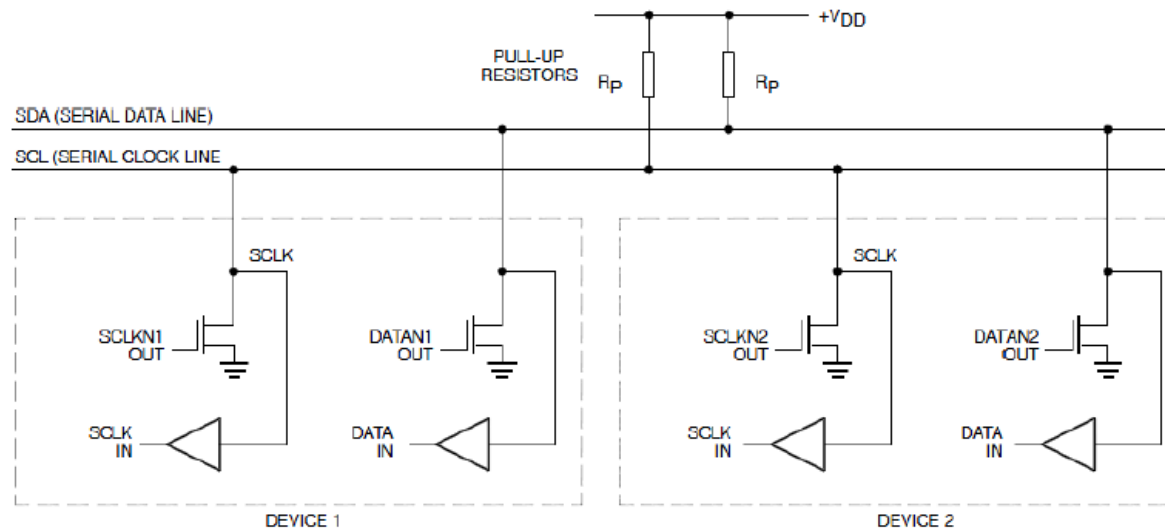 +VDD
PULL-UP
RESISTORS
RP
RP
SDA (SERIAL DATA LINE)
SCL (SERIAL CLOCK LINE
SCLK
SCLK
SCLKN1
OUT
DATAN1
OUT
SCLKN2
OUT
DATAN2
OUT
SCLK
IN
DATA
IN
SCLK
IN
DATA
IN
DEVICE 1
DEVICE 2